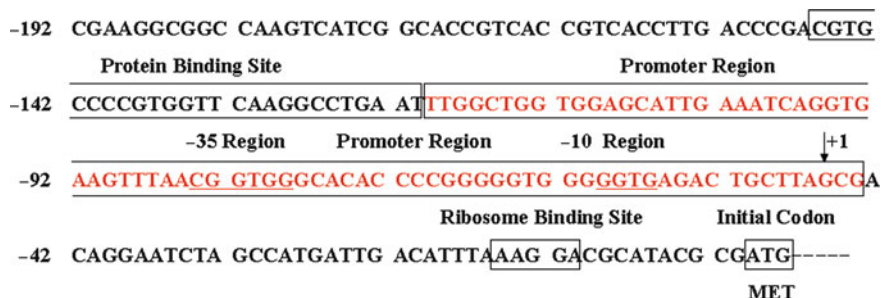 –192 CGAAGGCGGC CAAGTCATCG GCACCGTCAC CGTCACCTTG ACCCGACGTG
Protein Binding Site Promoter Region
–142 CCCCGTGGTT CAAGGCCTGA ATTTGGCTGG TGGAGCATTG AAATCAGGTG
–35 Region Promoter Region –10 Region +1
–92 AAGTTTAACG GTGGGCACAC CCCGGGGGTG GGGGTGAGAC TGCTTAGCGA
Ribosome Binding Site Initial Codon
–42 CAGGAATCTA GCCATGATTG ACATTTAAAG GACGCATACG CGATG-----
MET